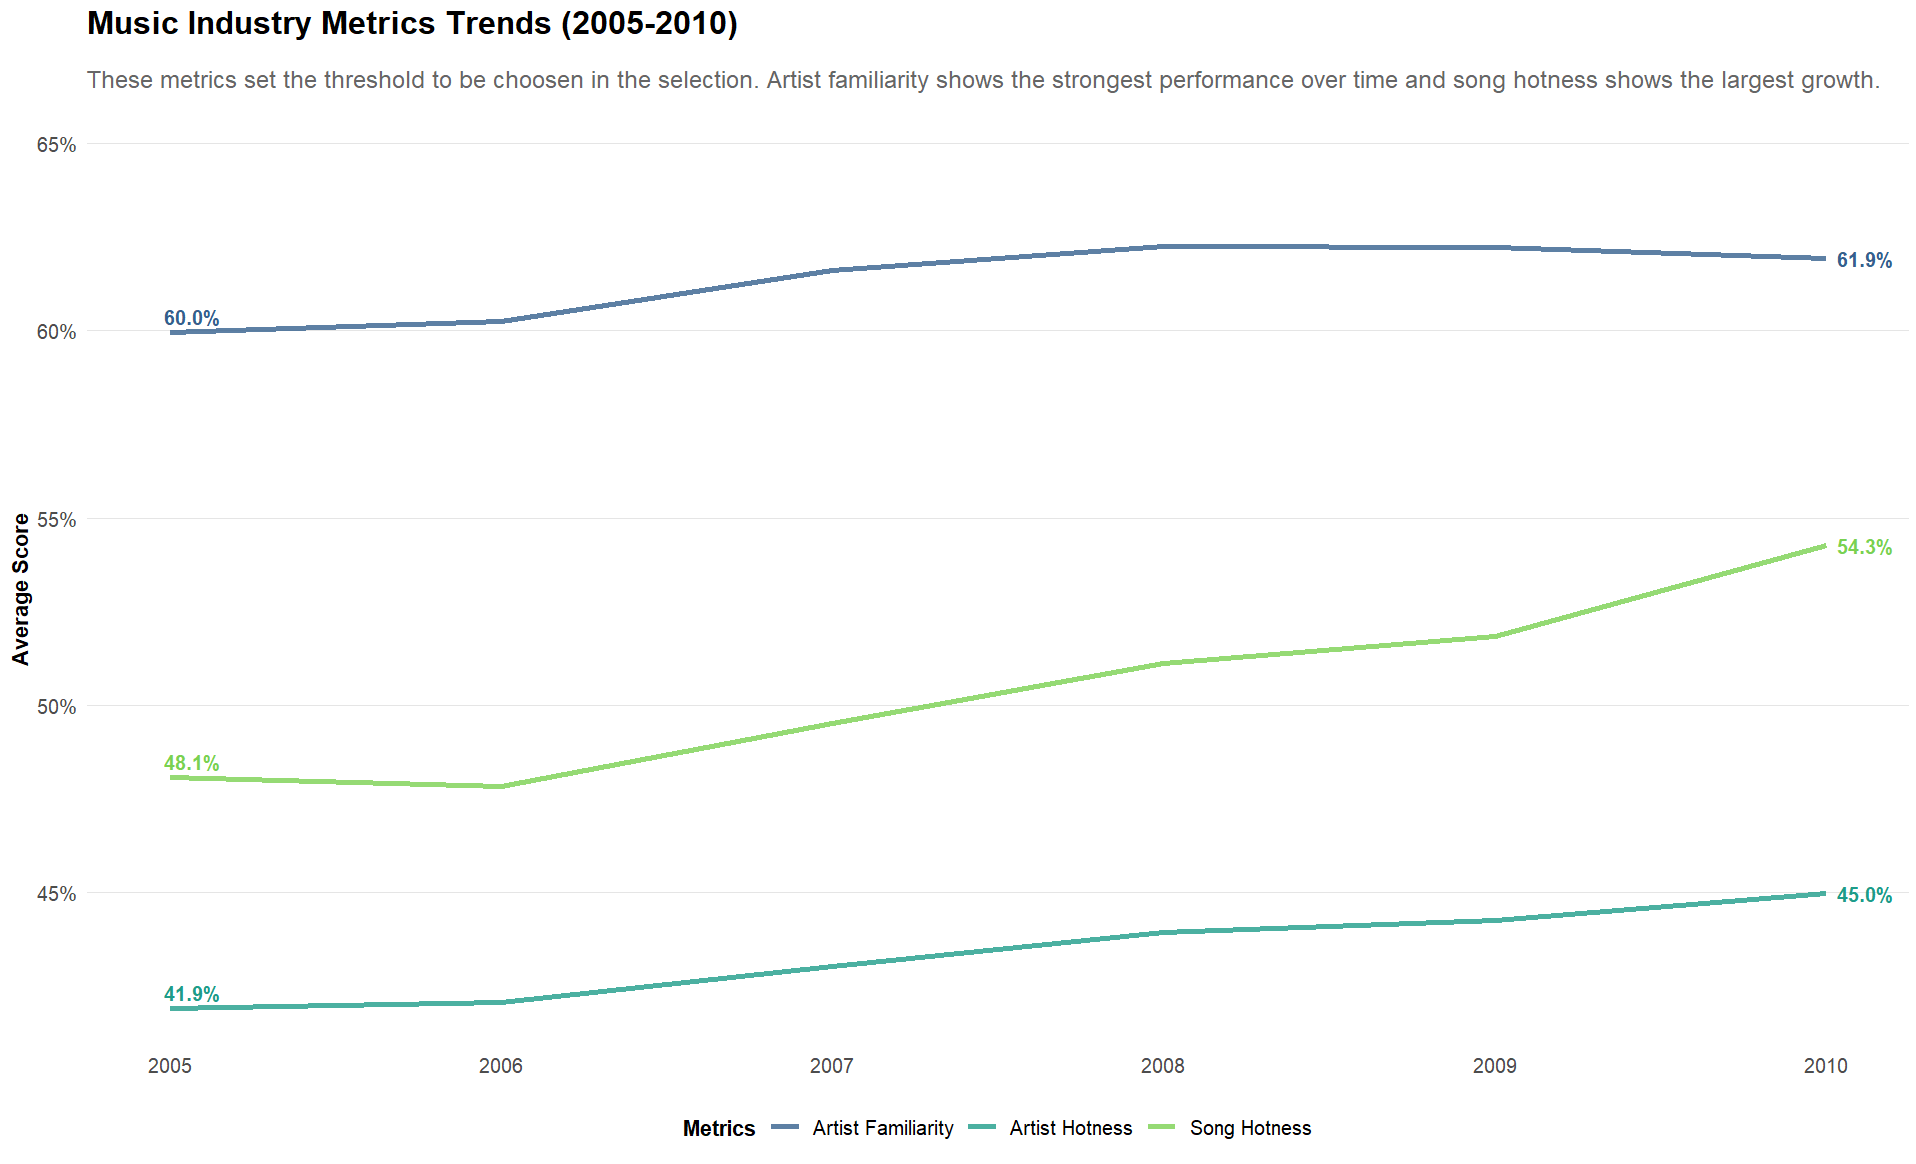 Music Industry Metrics Trends (2005-2010)
These metrics set the threshold to be choosen in the selection. Artist familiarity shows the strongest performance over time and song hotness shows the largest growth.
65%
60%
55%
50%
45%
Average Score
60.0%
61.9%
48.1%
54.3%
41.9%
45.0%
2005 2006 2007 2008 2009 2010
Metrics Artist Familiarity Artist Hotness Song Hotness